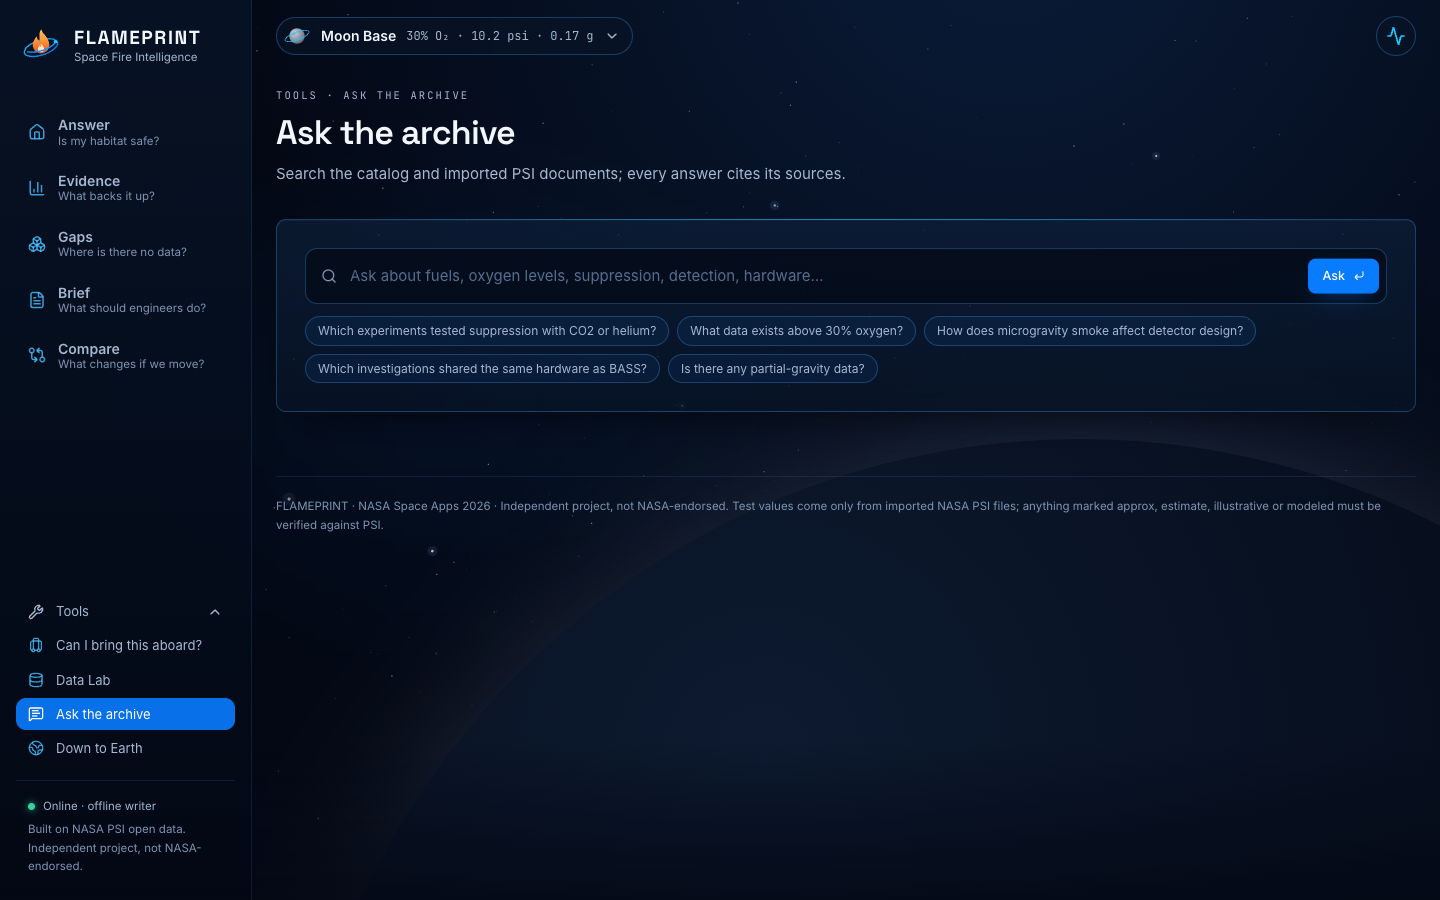 FLAMEPRINT
Space Fire Intelligence
Answer
Is my habitat safe?
Evidence
What backs it up?
Gaps
Where is there no data?
Brief
What should engineers do?
Compare
What changes if we move?
Tools
Can I bring this aboard?
Data Lab
Ask the archive
Down to Earth
Online · offline writer
Built on NASA PSI open data.
Independent project, not NASA-
endorsed.
Moon Base 30% O₂ · 10.2 psi · 0.17 g
TOOLS · ASK THE ARCHIVE
Ask the archive
Search the catalog and imported PSI documents; every answer cites its sources.
Ask about fuels, oxygen levels, suppression, detection, hardware...
Ask
Which experiments tested suppression with CO2 or helium?
What data exists above 30% oxygen?
How does microgravity smoke affect detector design?
Which investigations shared the same hardware as BASS?
Is there any partial-gravity data?
FLAMEPRINT · NASA Space Apps 2026 · Independent project, not NASA-endorsed. Test values come only from imported NASA PSI files; anything marked approx, estimate, illustrative or modeled must be
verified against PSI.